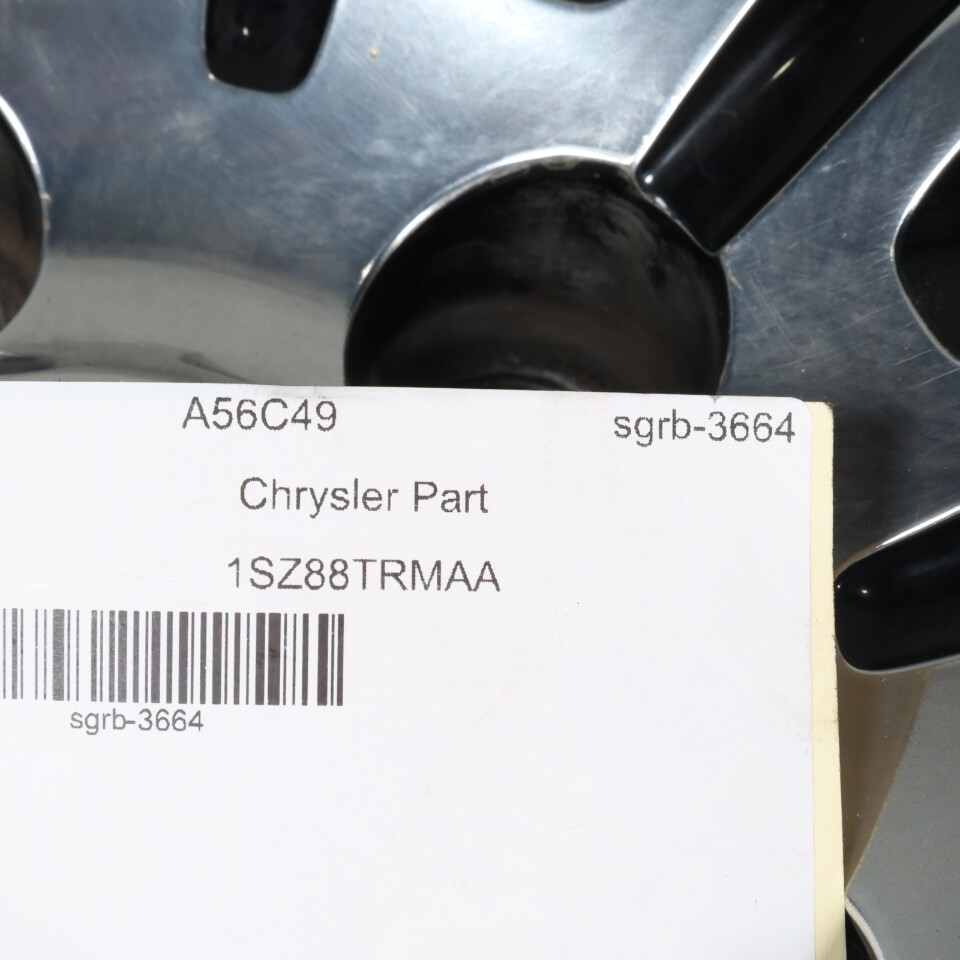 A56C49 sgrb-3664
Chrysler Part
1SZ88TRMAA
sgrb-3664